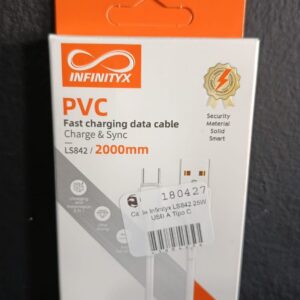 INFINITYX
PVC
Fast charging data cable
Charge & Sync
LS842 / 2000mm
Security
Material
Solid
Smart
180427
Infinityx LS842 25W
USB A Tipo C